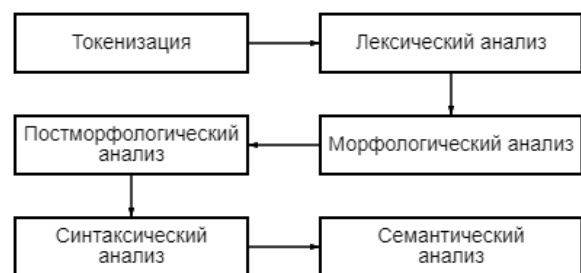 Токенизация
Лексический анализ
Морфологический анализ
Постморфологический
анализ
Синтаксический
анализ
Семантический
анализ